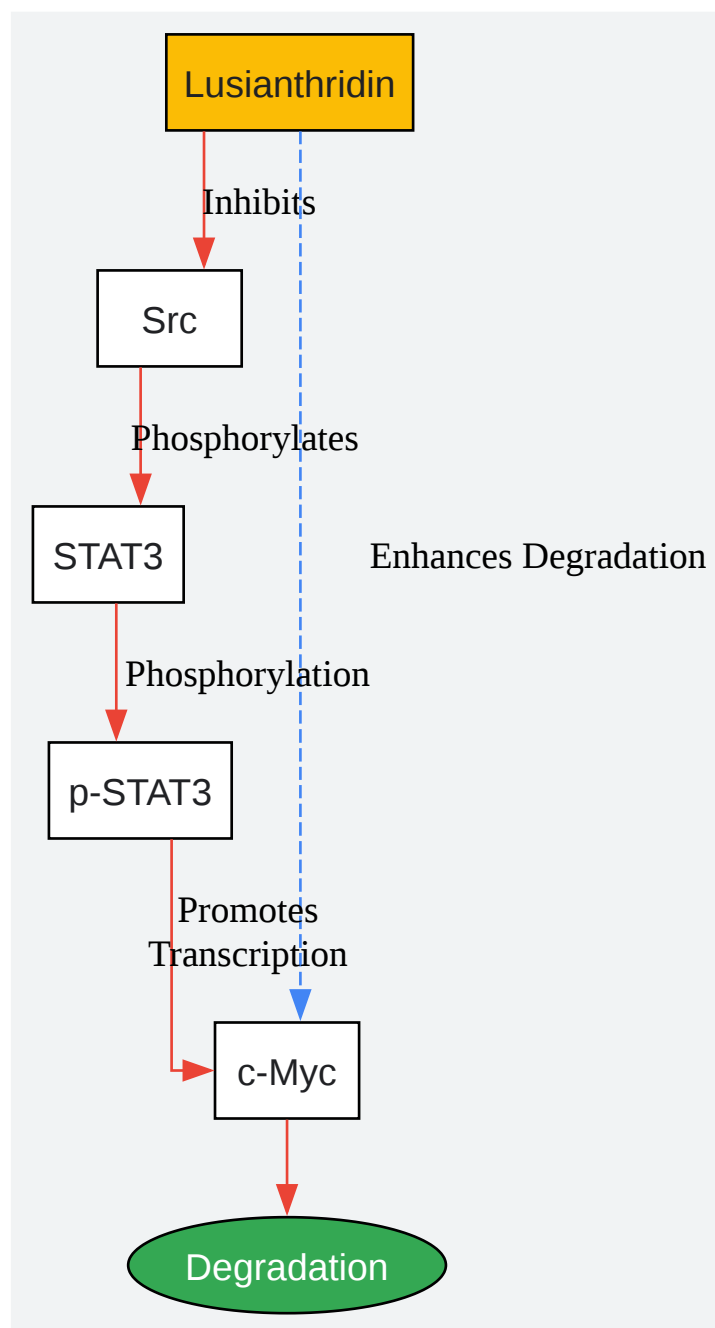 Lusianthridin
Inhibits
Src
Phosphorylates
STAT3
Enhances Degradation
Phosphorylation
p-STAT3
Promotes
Transcription
c-Myc
Degradation